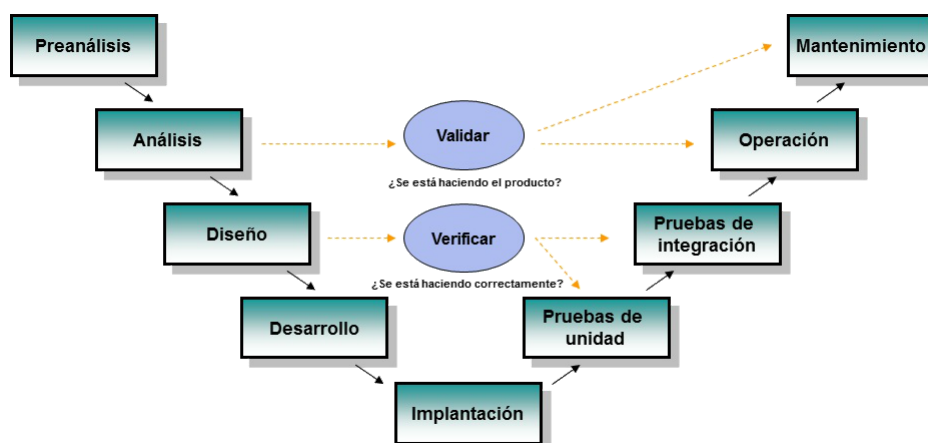 Preanálisis
Mantenimiento
Análisis
Validar
Operación
¿Se está haciendo el producto?
Diseño
Verificar
Pruebas de
integración
¿Se está haciendo correctamente?
Desarrollo
Pruebas de
unidad
Implantación